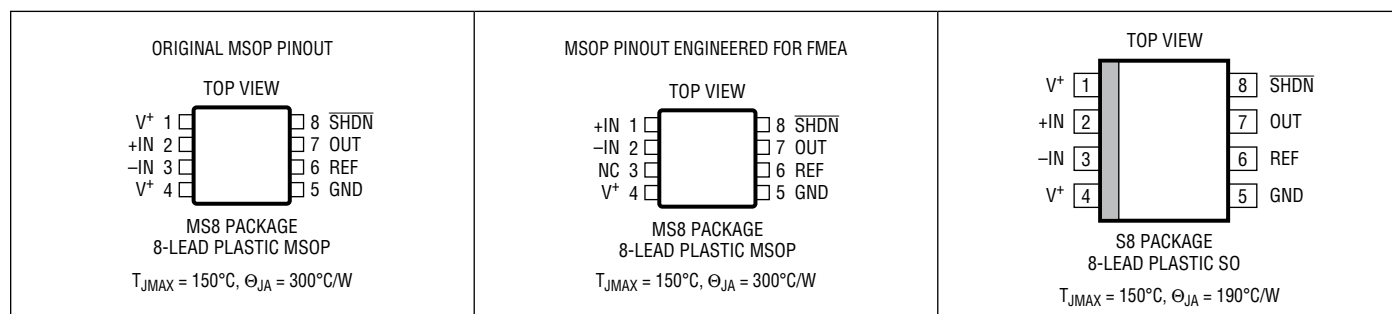 ORIGINAL MSOP PINOUT
TOP VIEW
V+ 1
+IN 2
–IN 3
V+ 4
8 SHDN
7 OUT
6 REF
5 GND
MS8 PACKAGE
8-LEAD PLASTIC MSOP
TJMAX = 150°C, ΘJA = 300°C/W
MSOP PINOUT ENGINEERED FOR FMEA
TOP VIEW
+IN 1
–IN 2
NC 3
V+ 4
8 SHDN
7 OUT
6 REF
5 GND
MS8 PACKAGE
8-LEAD PLASTIC MSOP
TJMAX = 150°C, ΘJA = 300°C/W
TOP VIEW
V+ 1
+IN 2
–IN 3
V+ 4
8 SHDN
7 OUT
6 REF
5 GND
S8 PACKAGE
8-LEAD PLASTIC SO
TJMAX = 150°C, ΘJA = 190°C/W